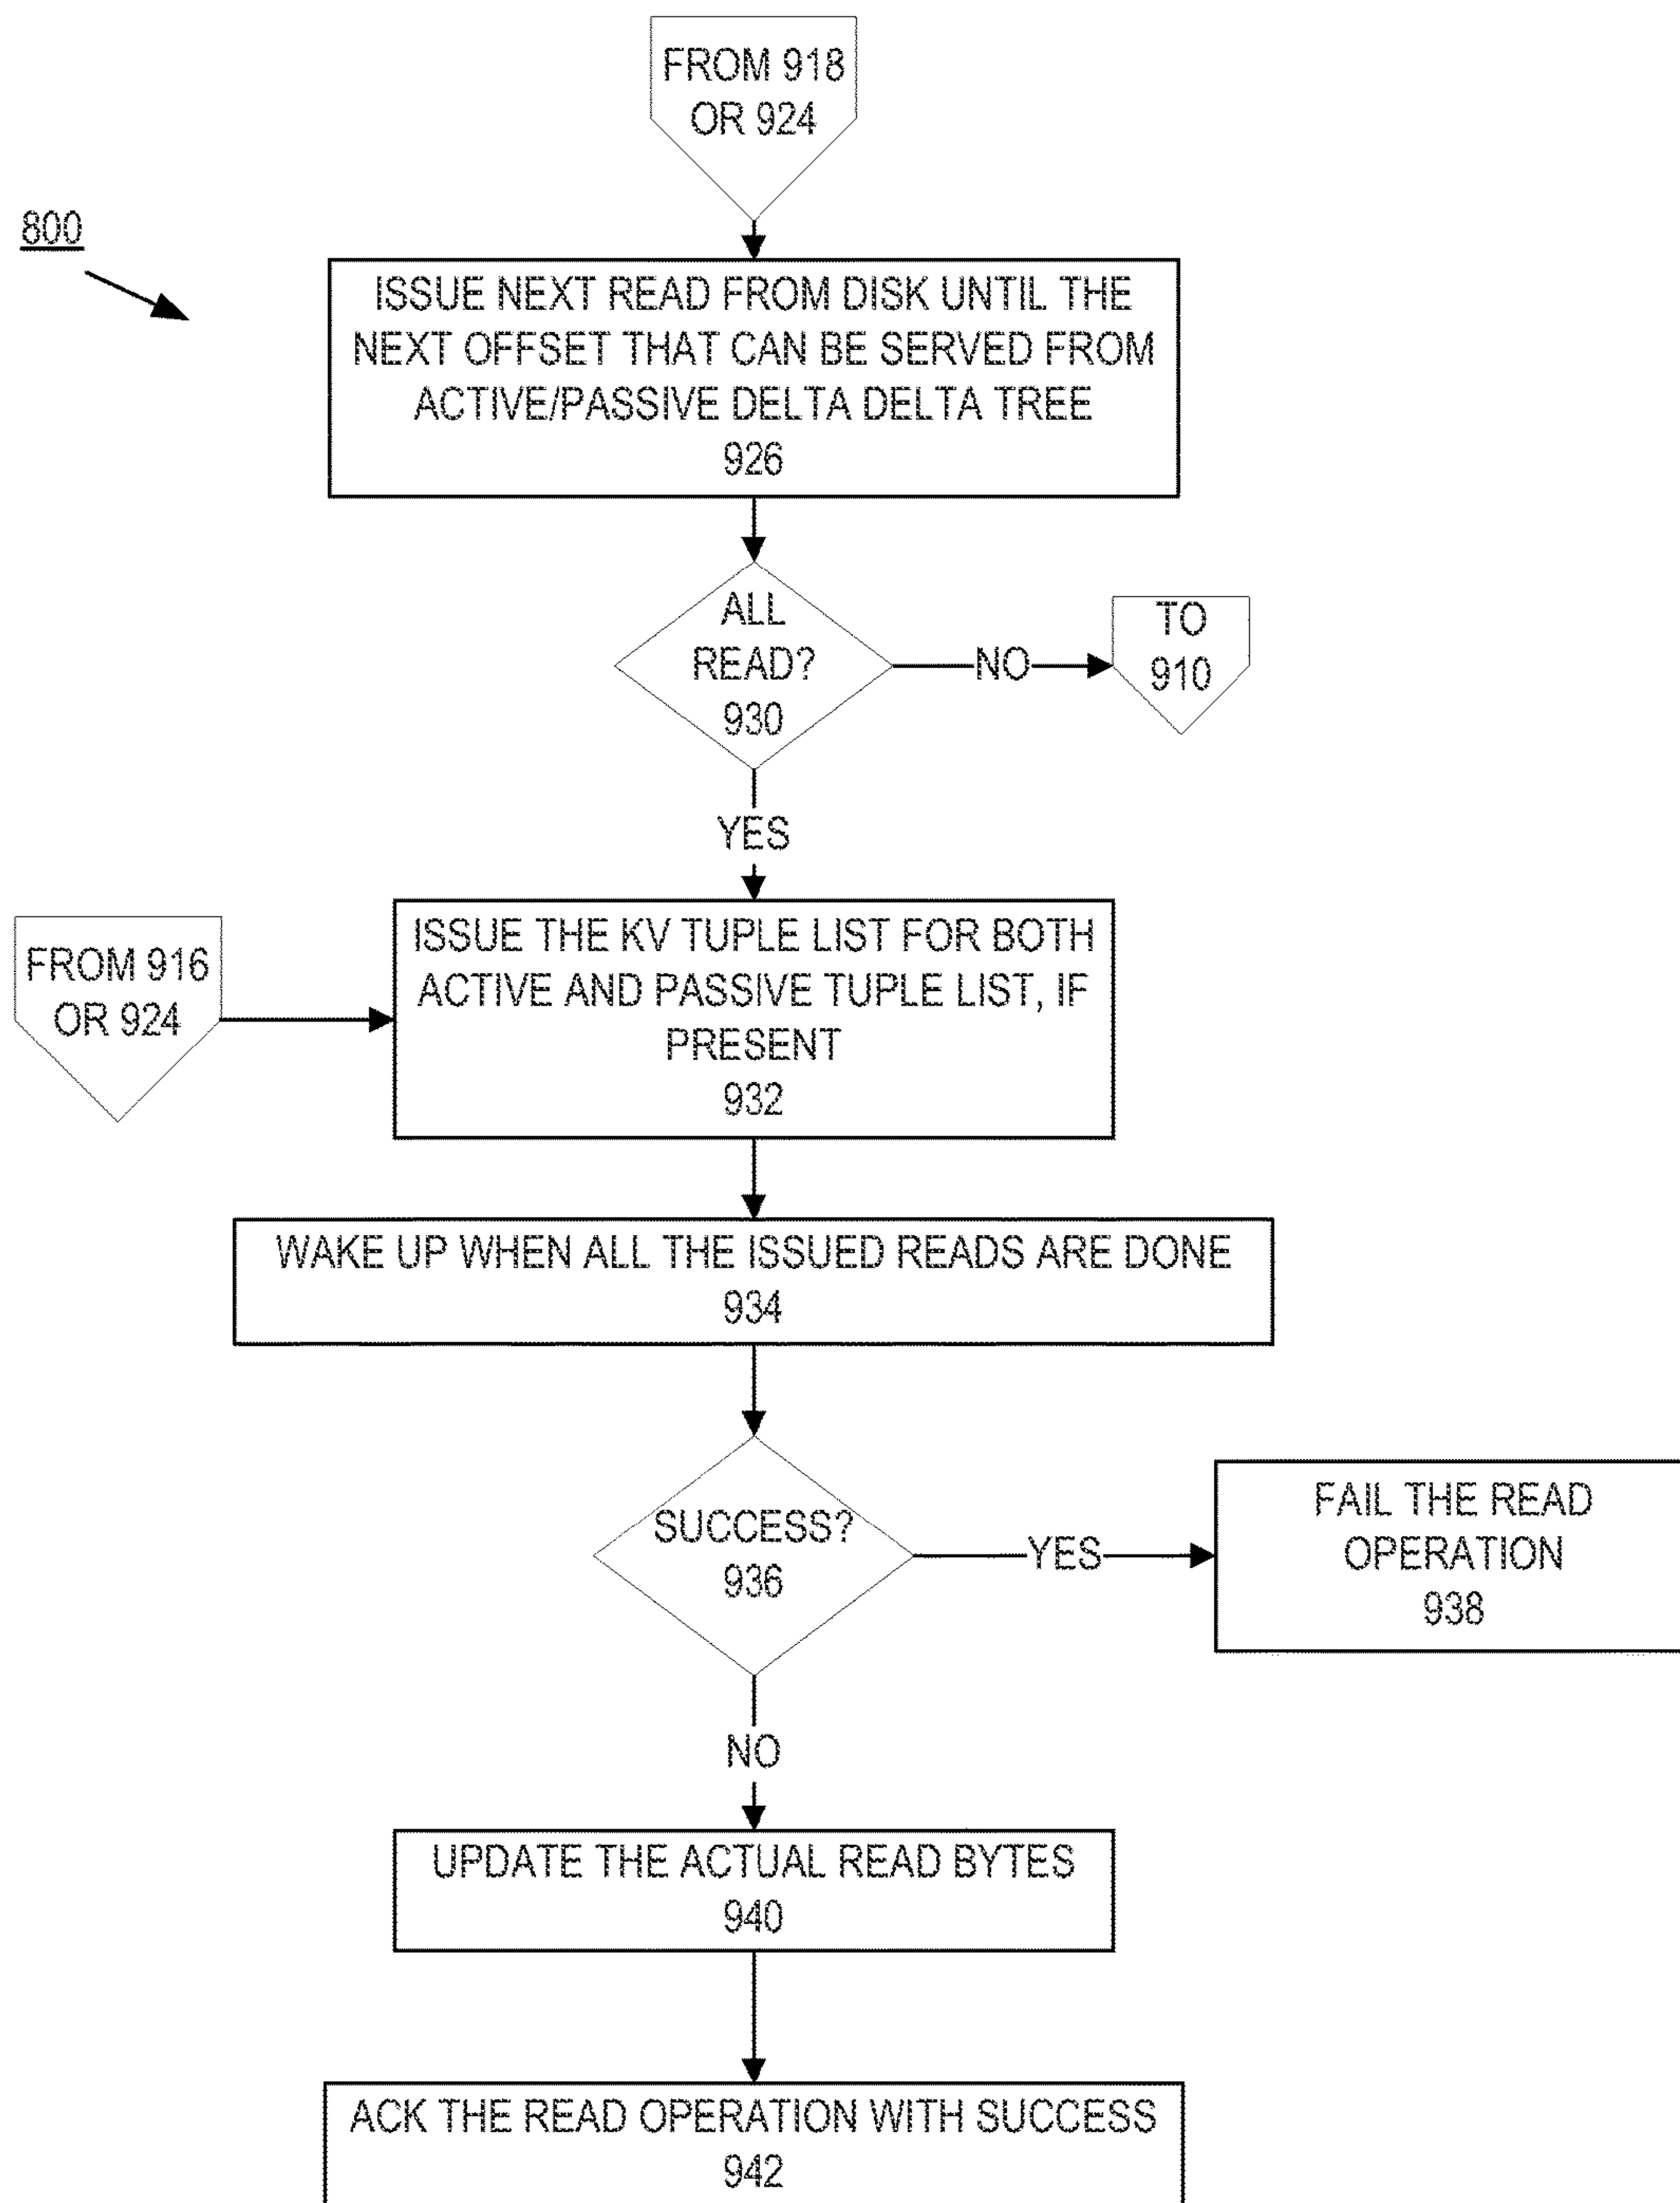 FROM 918
OR 924
800
ISSUE NEXT READ FROM DISK UNTIL THE
NEXT OFFSET THAT CAN BE SERVED FROM
ACTIVE/PASSIVE DELTA DELTA TREE
926
ALL
READ?
930
NO
TO
910
YES
FROM 916
OR 924
ISSUE THE KV TUPLE LIST FOR BOTH
ACTIVE AND PASSIVE TUPLE LIST, IF
PRESENT
932
WAKE UP WHEN ALL THE ISSUED READS ARE DONE
934
SUCCESS?
936
YES
FAIL THE READ
OPERATION
938
NO
UPDATE THE ACTUAL READ BYTES
940
ACK THE READ OPERATION WITH SUCCESS
942